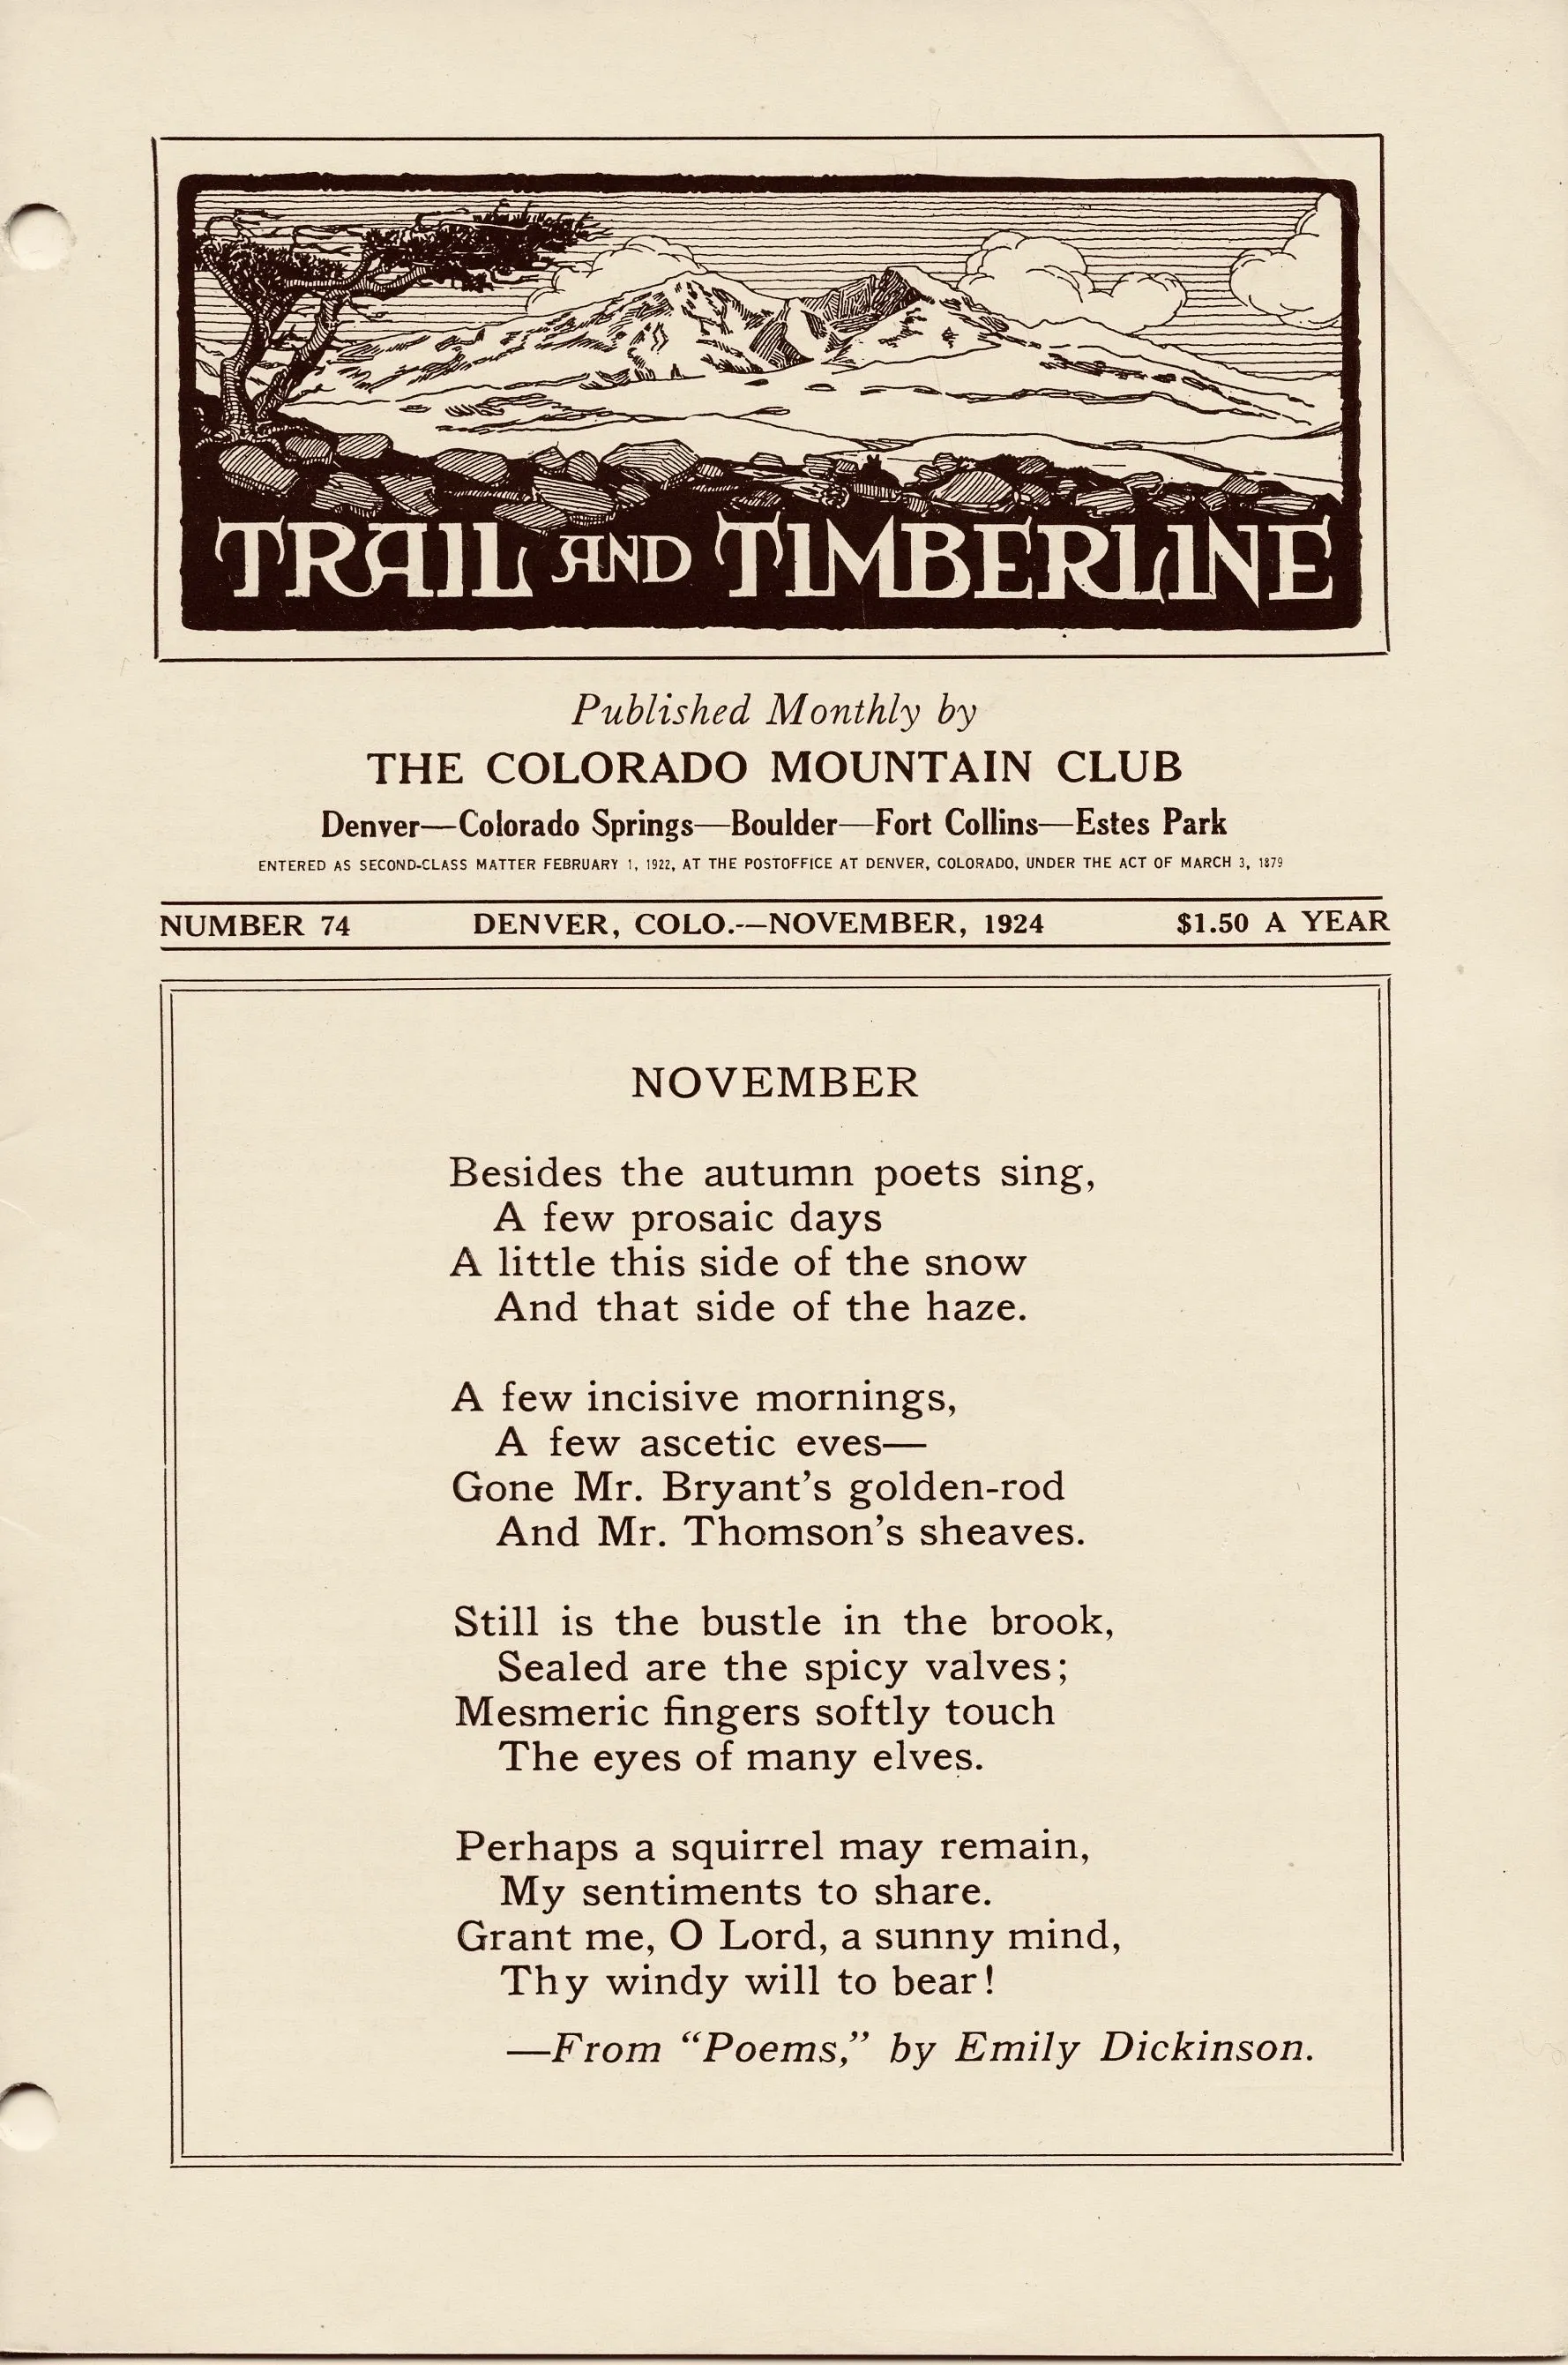 TRAIL AND TIMBERLINE
Published Monthly by
THE COLORADO MOUNTAIN CLUB
Denver—Colorado Springs—Boulder—Fort Collins—Estes Park
ENTERED AS SECOND-CLASS MATTER FEBRUARY 1, 1922, AT THE POSTOFFICE AT DENVER, COLORADO, UNDER THE ACT OF MARCH 3, 1879
NUMBER 74 DENVER, COLO.—NOVEMBER, 1924 $1.50 A YEAR
NOVEMBER
Besides the autumn poets sing,
A few prosaic days
A little this side of the snow
And that side of the haze.
A few incisive mornings,
A few ascetic eves—
Gone Mr. Bryant's golden-rod
And Mr. Thomson's sheaves.
Still is the bustle in the brook,
Sealed are the spicy valves;
Mesmeric fingers softly touch
The eyes of many elves.
Perhaps a squirrel may remain,
My sentiments to share.
Grant me, O Lord, a sunny mind,
Thy windy will to bear!
—From “Poems,” by Emily Dickinson.